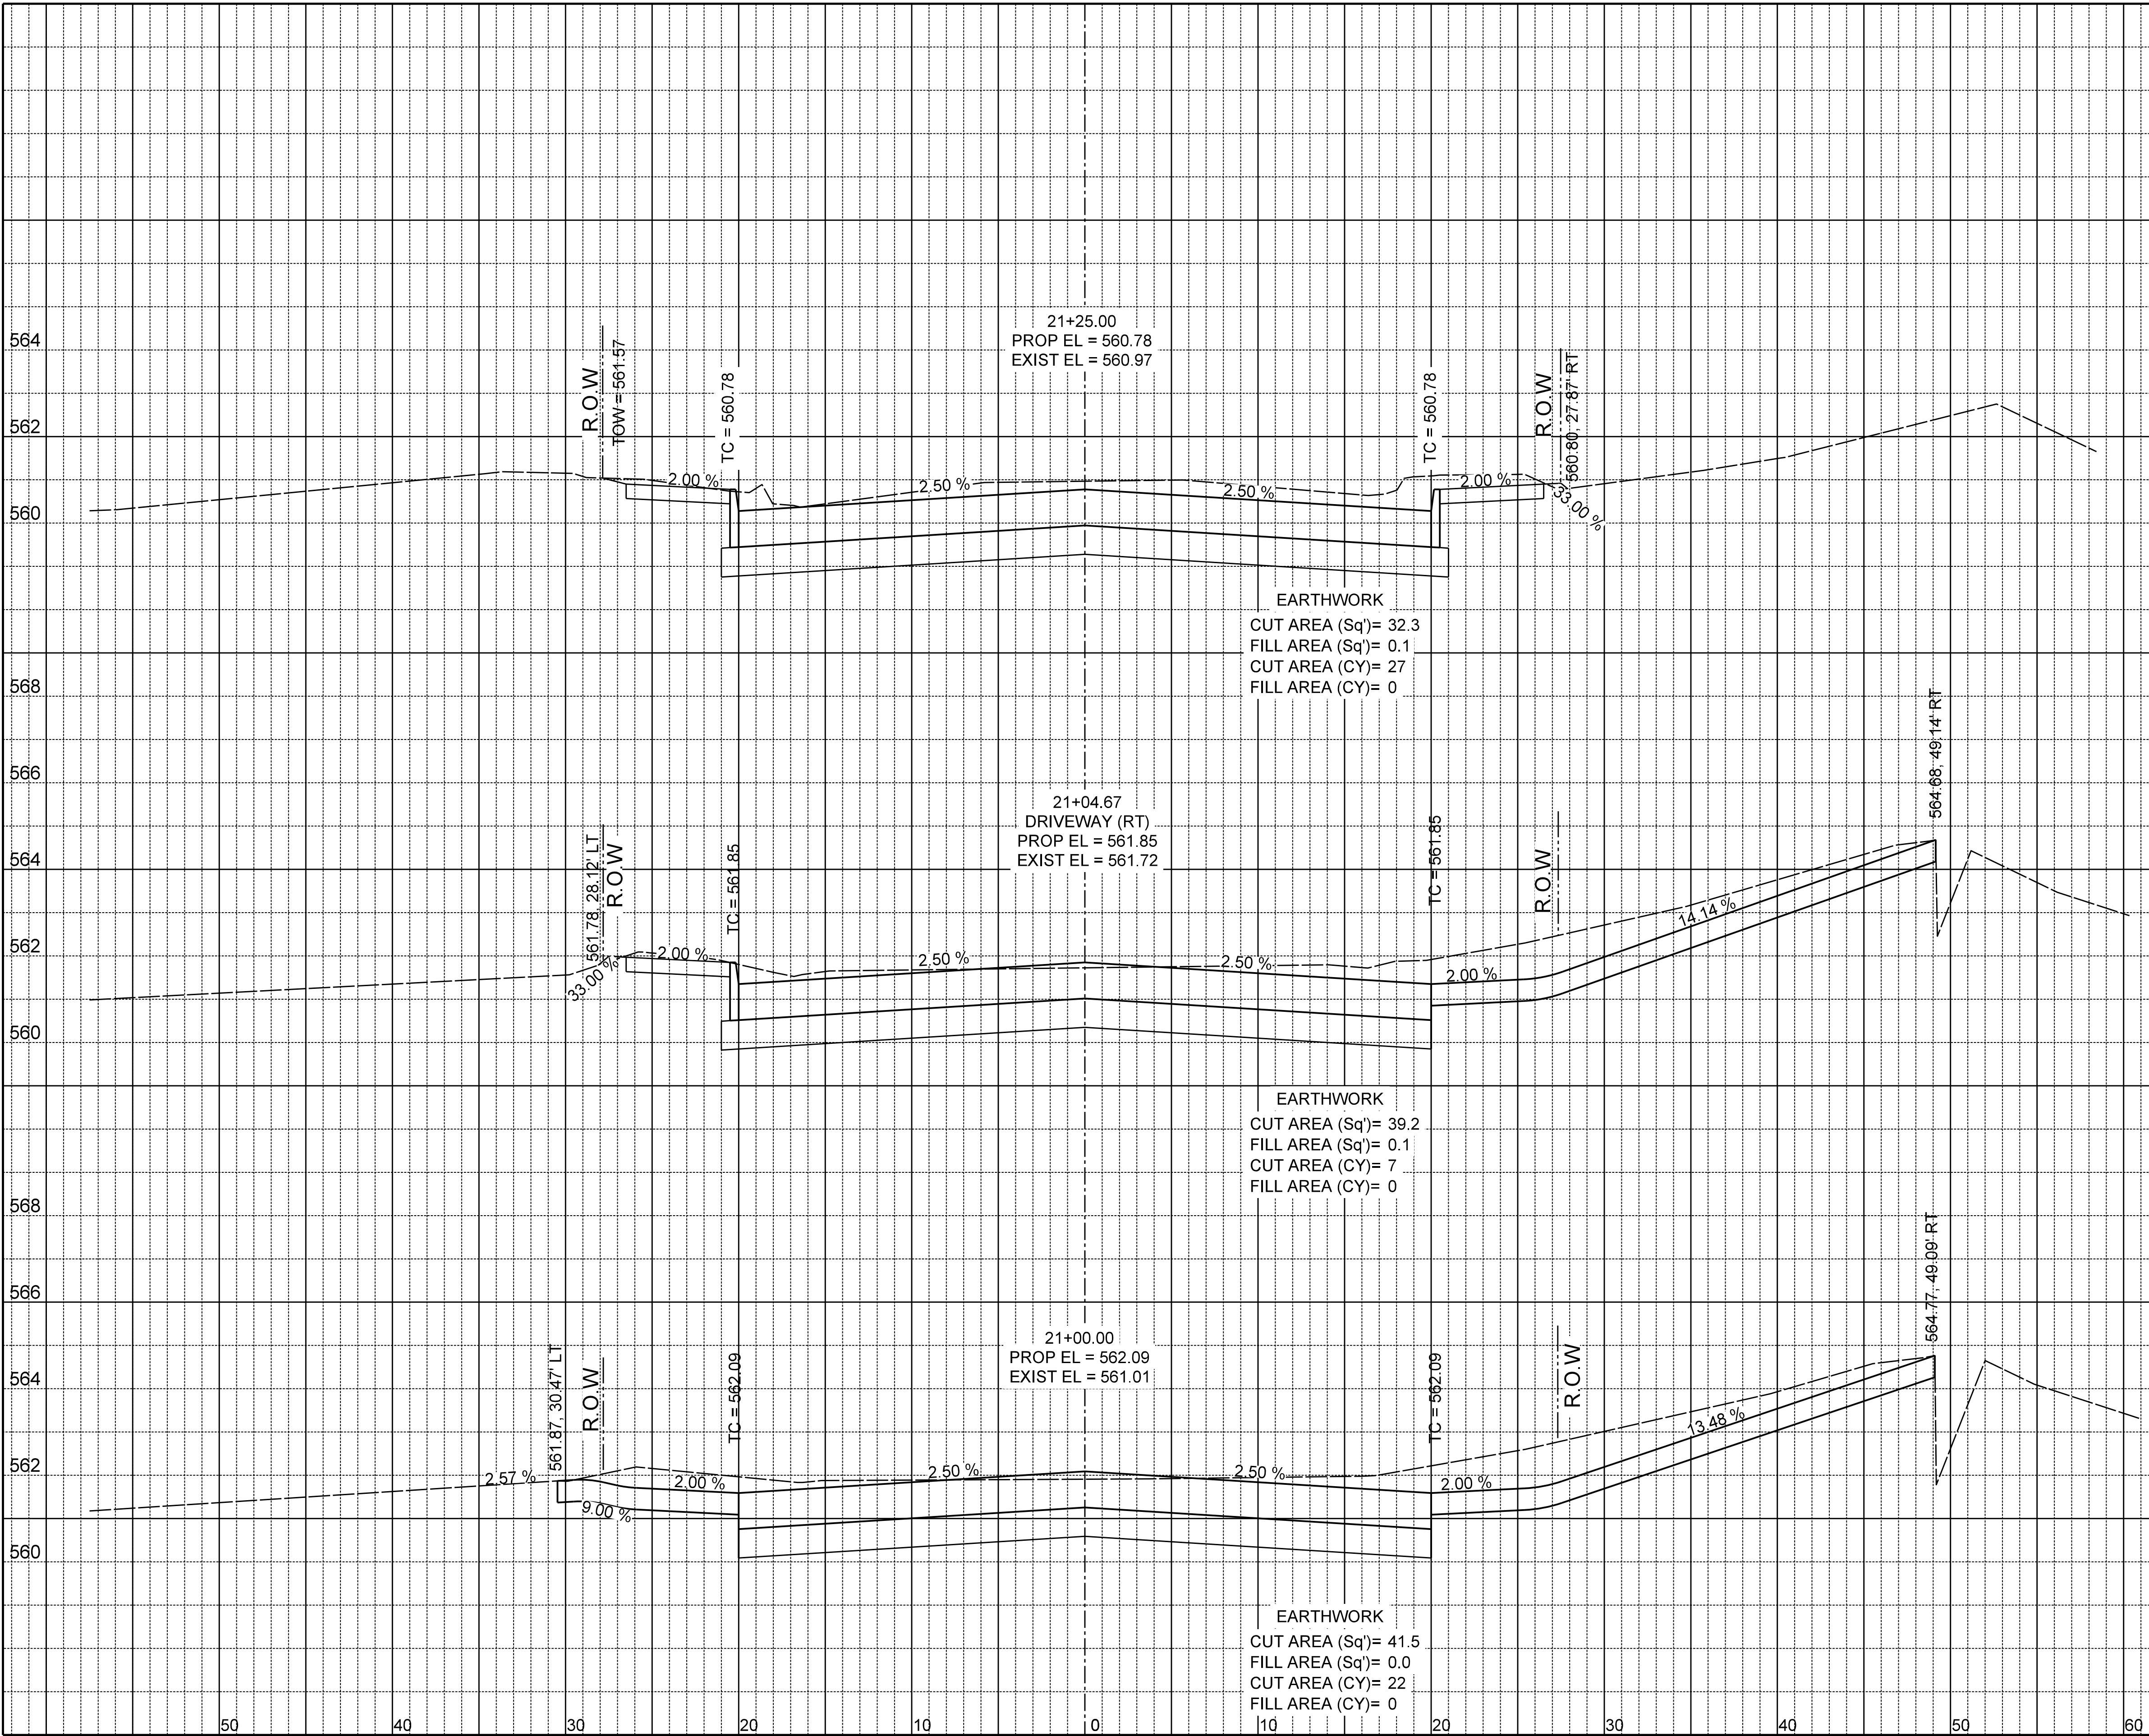 21+25.00
PROP EL = 560.78
EXIST EL = 560.97
564
562
560
R.O.W
TOW = 561.57
TC = 560.78
TC = 560.78
R.O.W
560.80, 27.87' RT
2.00 %
2.50 %
2.50 %
2.00 %
33.00 %
EARTHWORK
CUT AREA (Sq')= 32.3
FILL AREA (Sq')= 0.1
CUT AREA (CY)= 27
FILL AREA (CY)= 0
568
566
564
562
560
21+04.67
DRIVEWAY (RT)
PROP EL = 561.85
EXIST EL = 561.72
561.78, 28.12' LT
R.O.W
TC = 561.85
TC = 561.85
R.O.W
564.68, 49.14' RT
33.00 %
2.00 %
2.50 %
2.50 %
2.00 %
14.14 %
EARTHWORK
CUT AREA (Sq')= 39.2
FILL AREA (Sq')= 0.1
CUT AREA (CY)= 7
FILL AREA (CY)= 0
568
566
564
562
560
21+00.00
PROP EL = 562.09
EXIST EL = 561.01
561.87, 30.47' LT
R.O.W
TC = 562.09
TC = 562.09
R.O.W
564.77, 49.09' RT
2.57 %
9.00 %
2.00 %
2.50 %
2.50 %
2.00 %
13.48 %
EARTHWORK
CUT AREA (Sq')= 41.5
FILL AREA (Sq')= 0.0
CUT AREA (CY)= 22
FILL AREA (CY)= 0
50 40 30 20 10 0 10 20 30 40 50 60